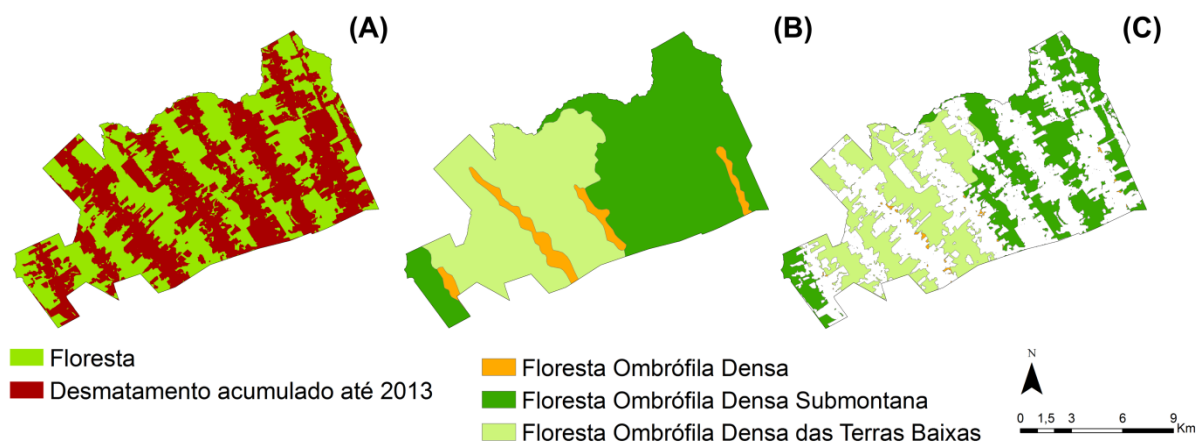 (A)
(B)
(C)
Floresta
Desmatamento acumulado até 2013
Floresta Ombrófila Densa
Floresta Ombrófila Densa Submontana
Floresta Ombrófila Densa das Terras Baixas
N
0 1,5 3 6 9
Km